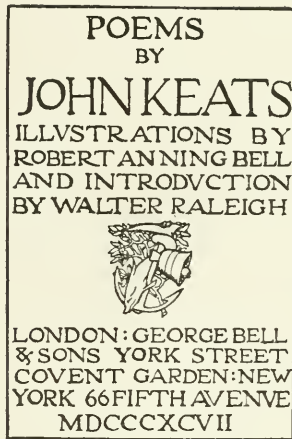 POEMS
BY
JOHN KEATS
ILLVSTRATIONS BY
ROBERT ANNING BELL
AND INTRODVCTION
BY WALTER RALEIGH
LONDON: GEORGE BELL
& SONS YORK STREET
COVENT GARDEN: NEW
YORK 66 FIFTH AVENVE
MDCCCXCVII